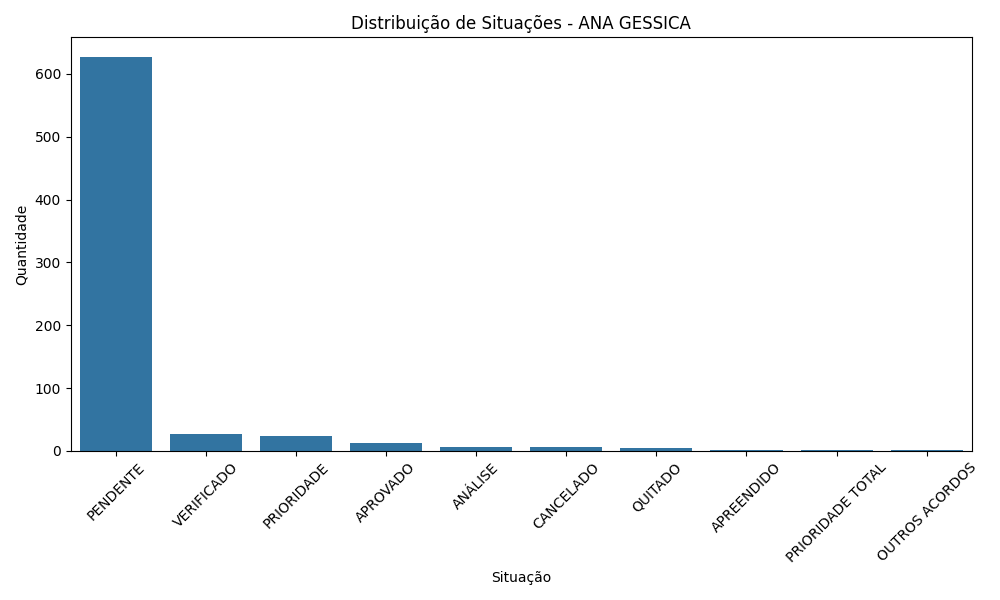 Distribuição de Situações - ANA GESSICA
Quantidade
600
500
400
300
200
100
0
PENDENTE
VERIFICADO
PRIORIDADE
APROVADO
ANÁLISE
CANCELADO
QUITADO
APREENDIDO
PRIORIDADE TOTAL
OUTROS ACORDOS
Situação